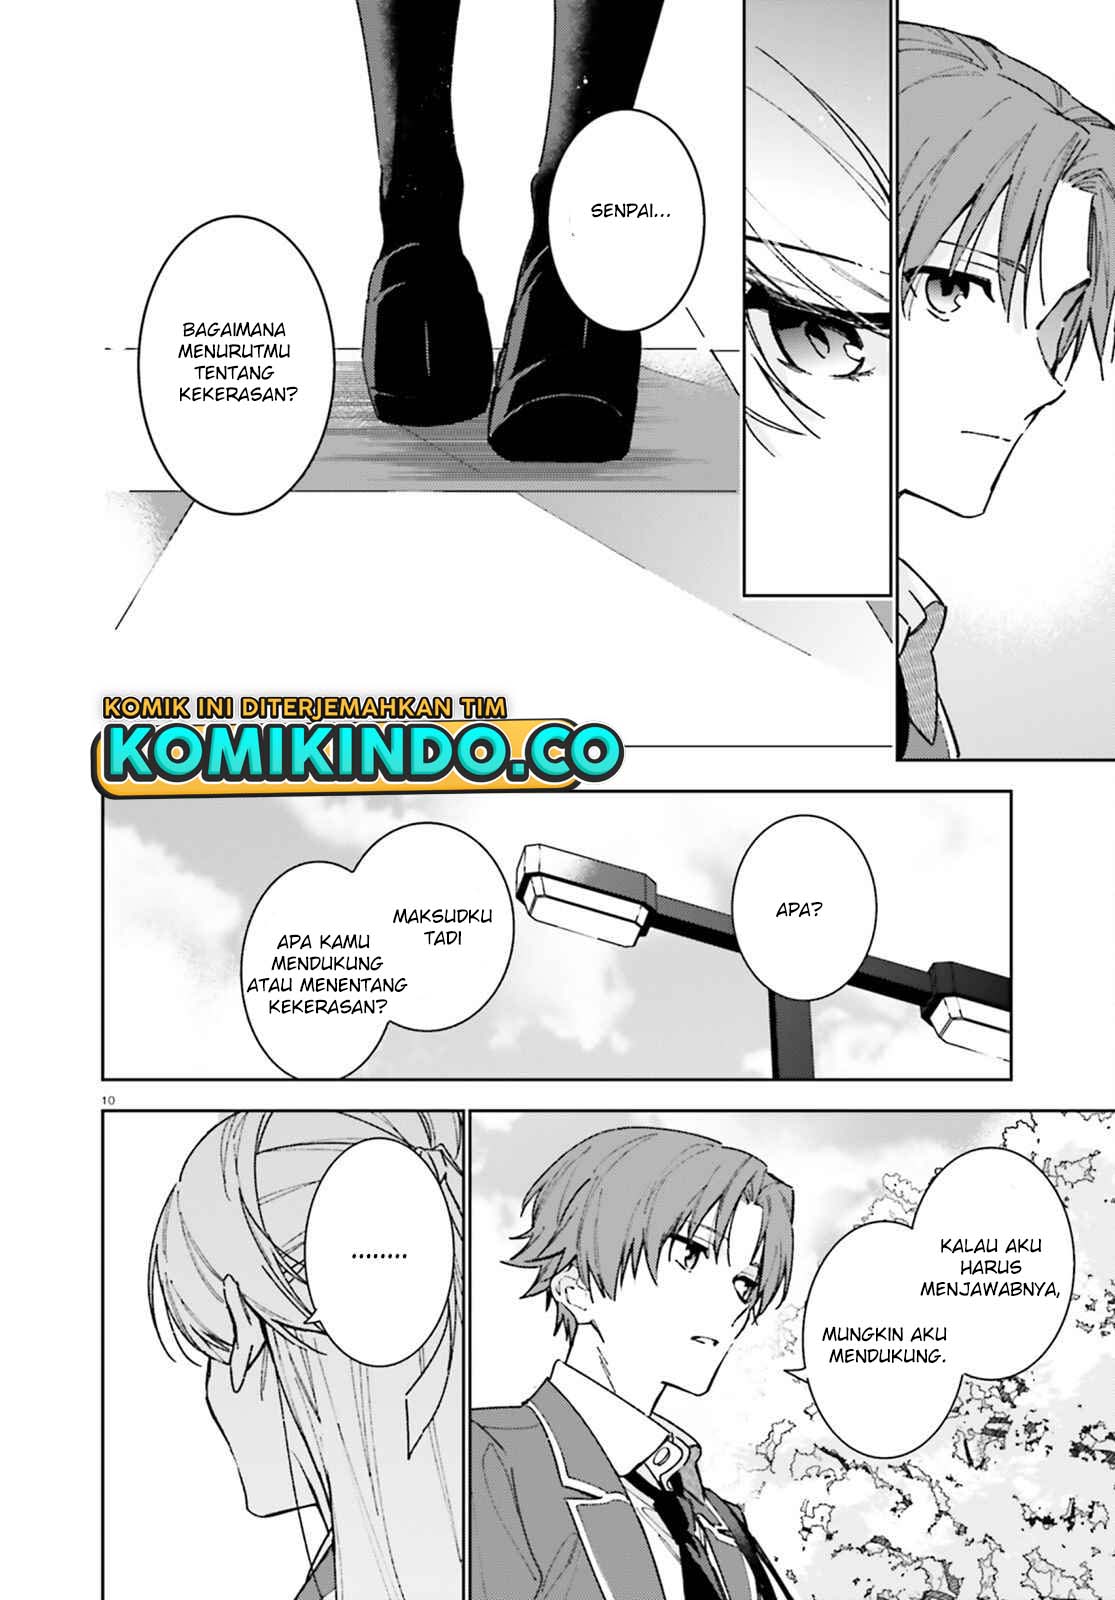 SENPAI...
BAGAIMANA
MENURUTMU
TENTANG
KEKERASAN?
KOMIK INI DITERJEMAHKAN TIM
KOMIKINDO.CO
APA?
MAKSUDKU
TADI
APA KAMU
MENDUKUNG
ATAU MENENTANG
KEKERASAN?
10
KALAU AKU
HARUS
MENJAWABNYA,
MUNGKIN AKU
MENDUKUNG.
........